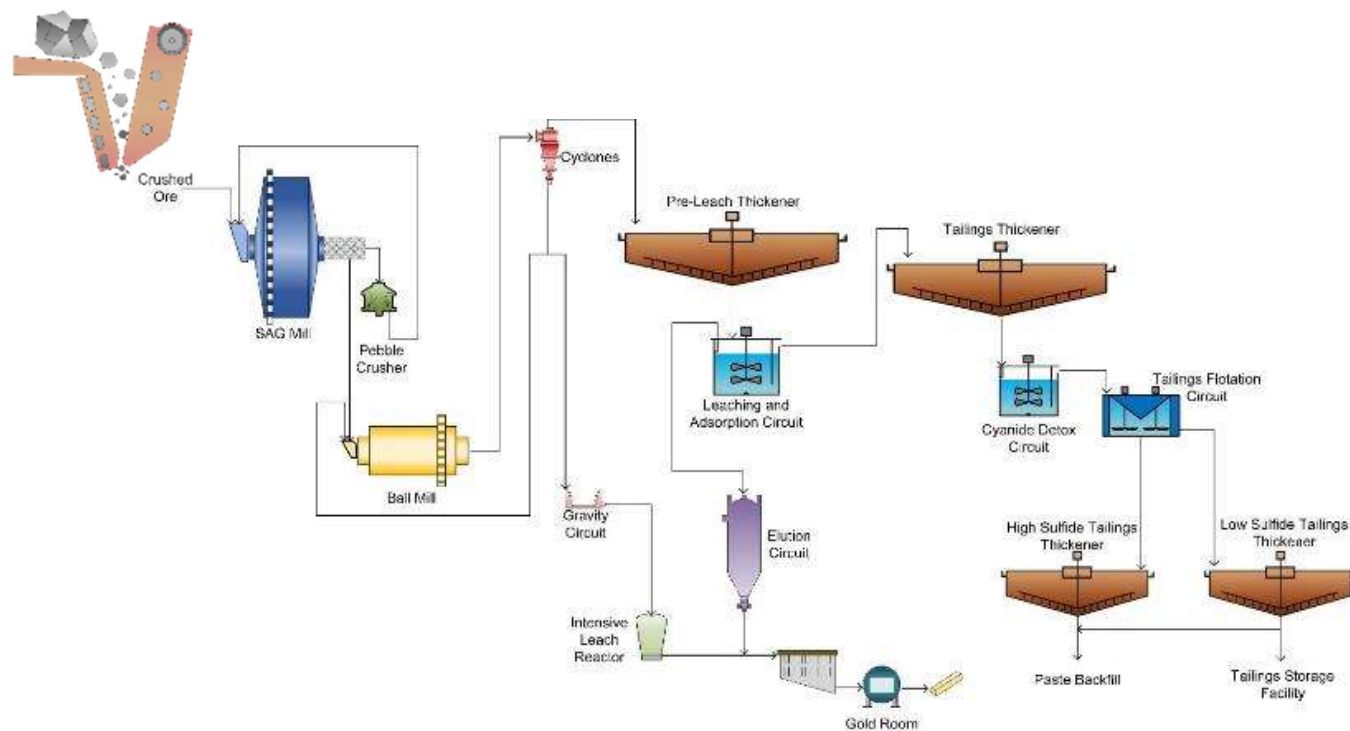 Crushed
Ore
SAG Mill
Pebble
Crusher
Ball Mill
Cyclones
Pre-Leach Thickener
Tailings Thickener
Leaching and
Adsorption Circuit
Cyanide Detox
Circuit
Tailings Flotation
Circuit
Gravity
Circuit
Elution
Circuit
High Sulfide Tailings
Thickener
Low Sulfide Tailings
Thickener
Intensive
Leach
Reactor
Gold Room
Paste Backfill
Tailings Storage
Facility